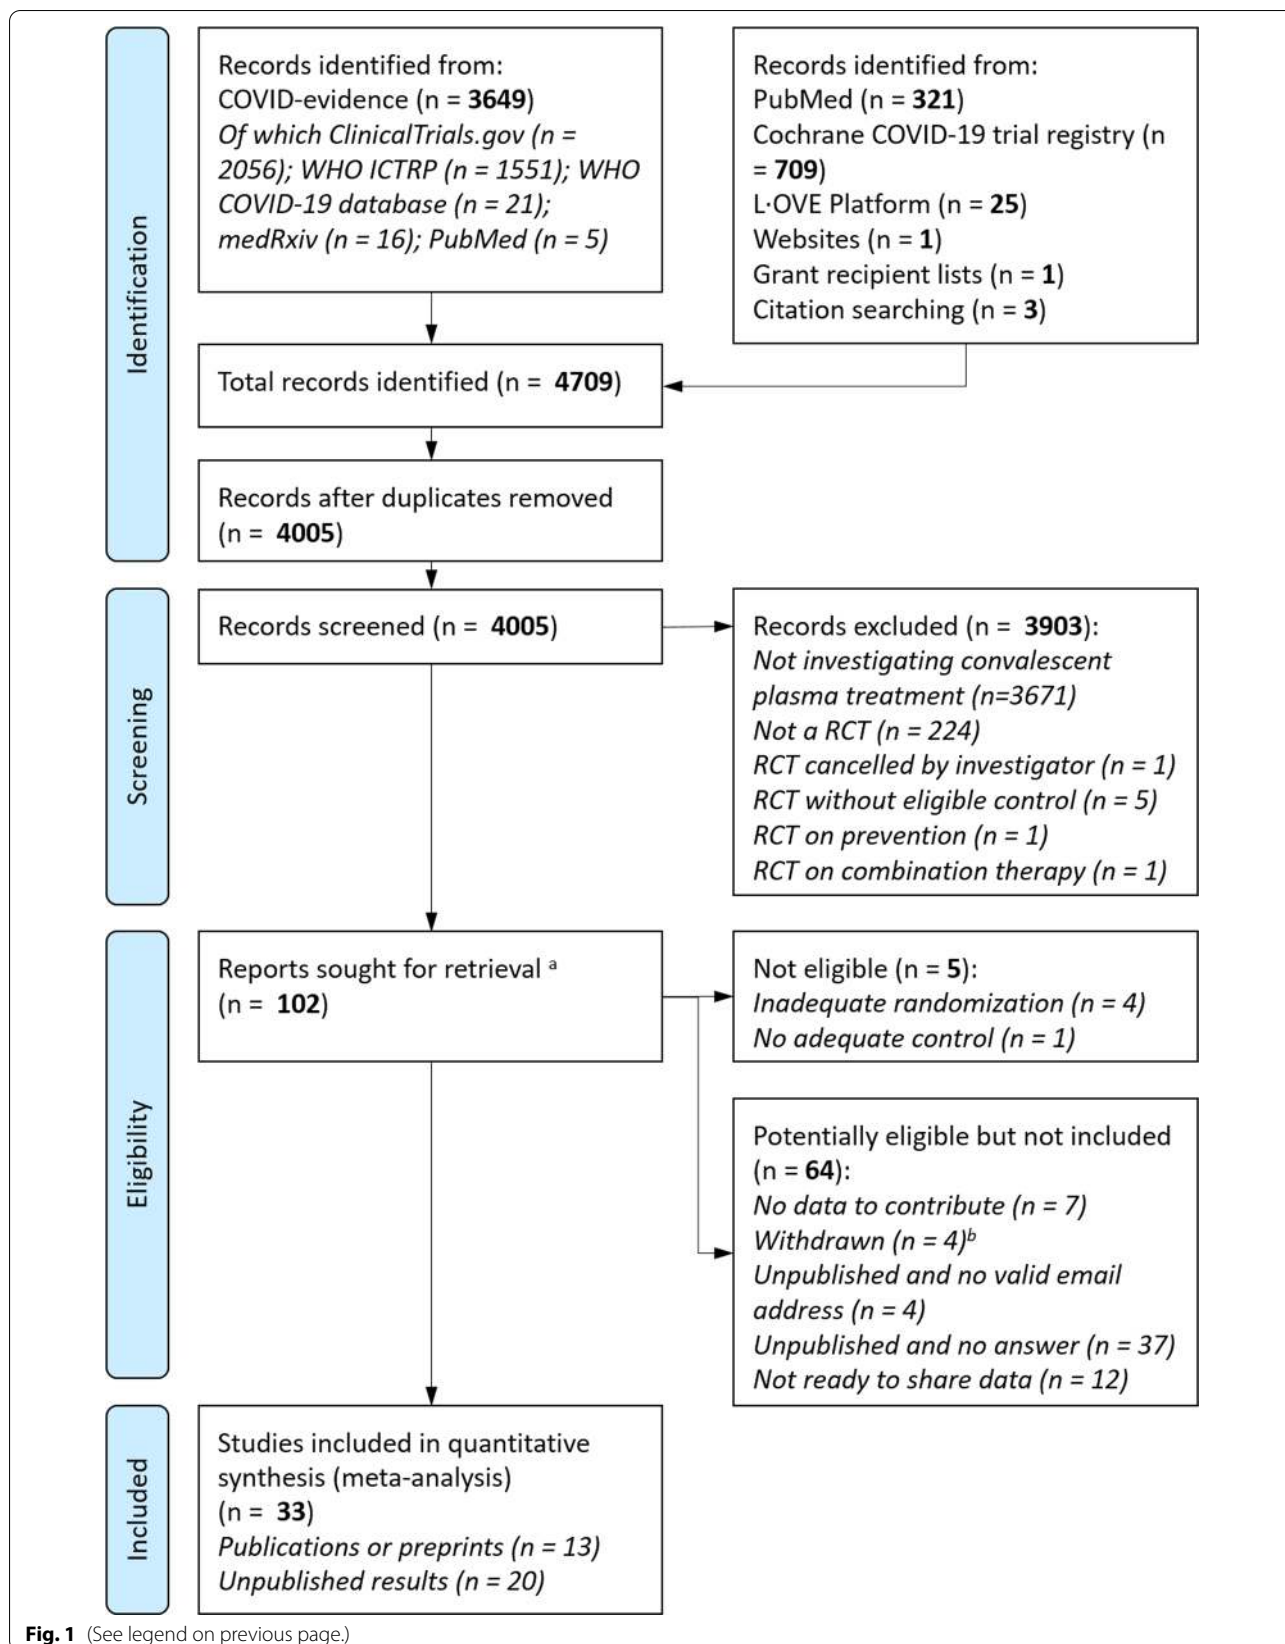 Identification
Records identified from:
COVID-evidence (n = 3649)
Of which ClinicalTrials.gov (n =
2056); WHO ICTRP (n = 1551); WHO
COVID-19 database (n = 21);
medRxiv (n = 16); PubMed (n = 5)
Records identified from:
PubMed (n = 321)
Cochrane COVID-19 trial registry (n
= 709)
L·OVE Platform (n = 25)
Websites (n = 1)
Grant recipient lists (n = 1)
Citation searching (n = 3)
Total records identified (n = 4709)
Records after duplicates removed
(n = 4005)
Screening
Records screened (n = 4005)
Records excluded (n = 3903):
Not investigating convalescent
plasma treatment (n=3671)
Not a RCT (n = 224)
RCT cancelled by investigator (n = 1)
RCT without eligible control (n = 5)
RCT on prevention (n = 1)
RCT on combination therapy (n = 1)
Eligibility
Reports sought for retrieval a
(n = 102)
Not eligible (n = 5):
Inadequate randomization (n = 4)
No adequate control (n = 1)
Potentially eligible but not included
(n = 64):
No data to contribute (n = 7)
Withdrawn (n = 4)b
Unpublished and no valid email
address (n = 4)
Unpublished and no answer (n = 37)
Not ready to share data (n = 12)
Included
Studies included in quantitative
synthesis (meta-analysis)
(n = 33)
Publications or preprints (n = 13)
Unpublished results (n = 20)
Fig. 1 (See legend on previous page.)